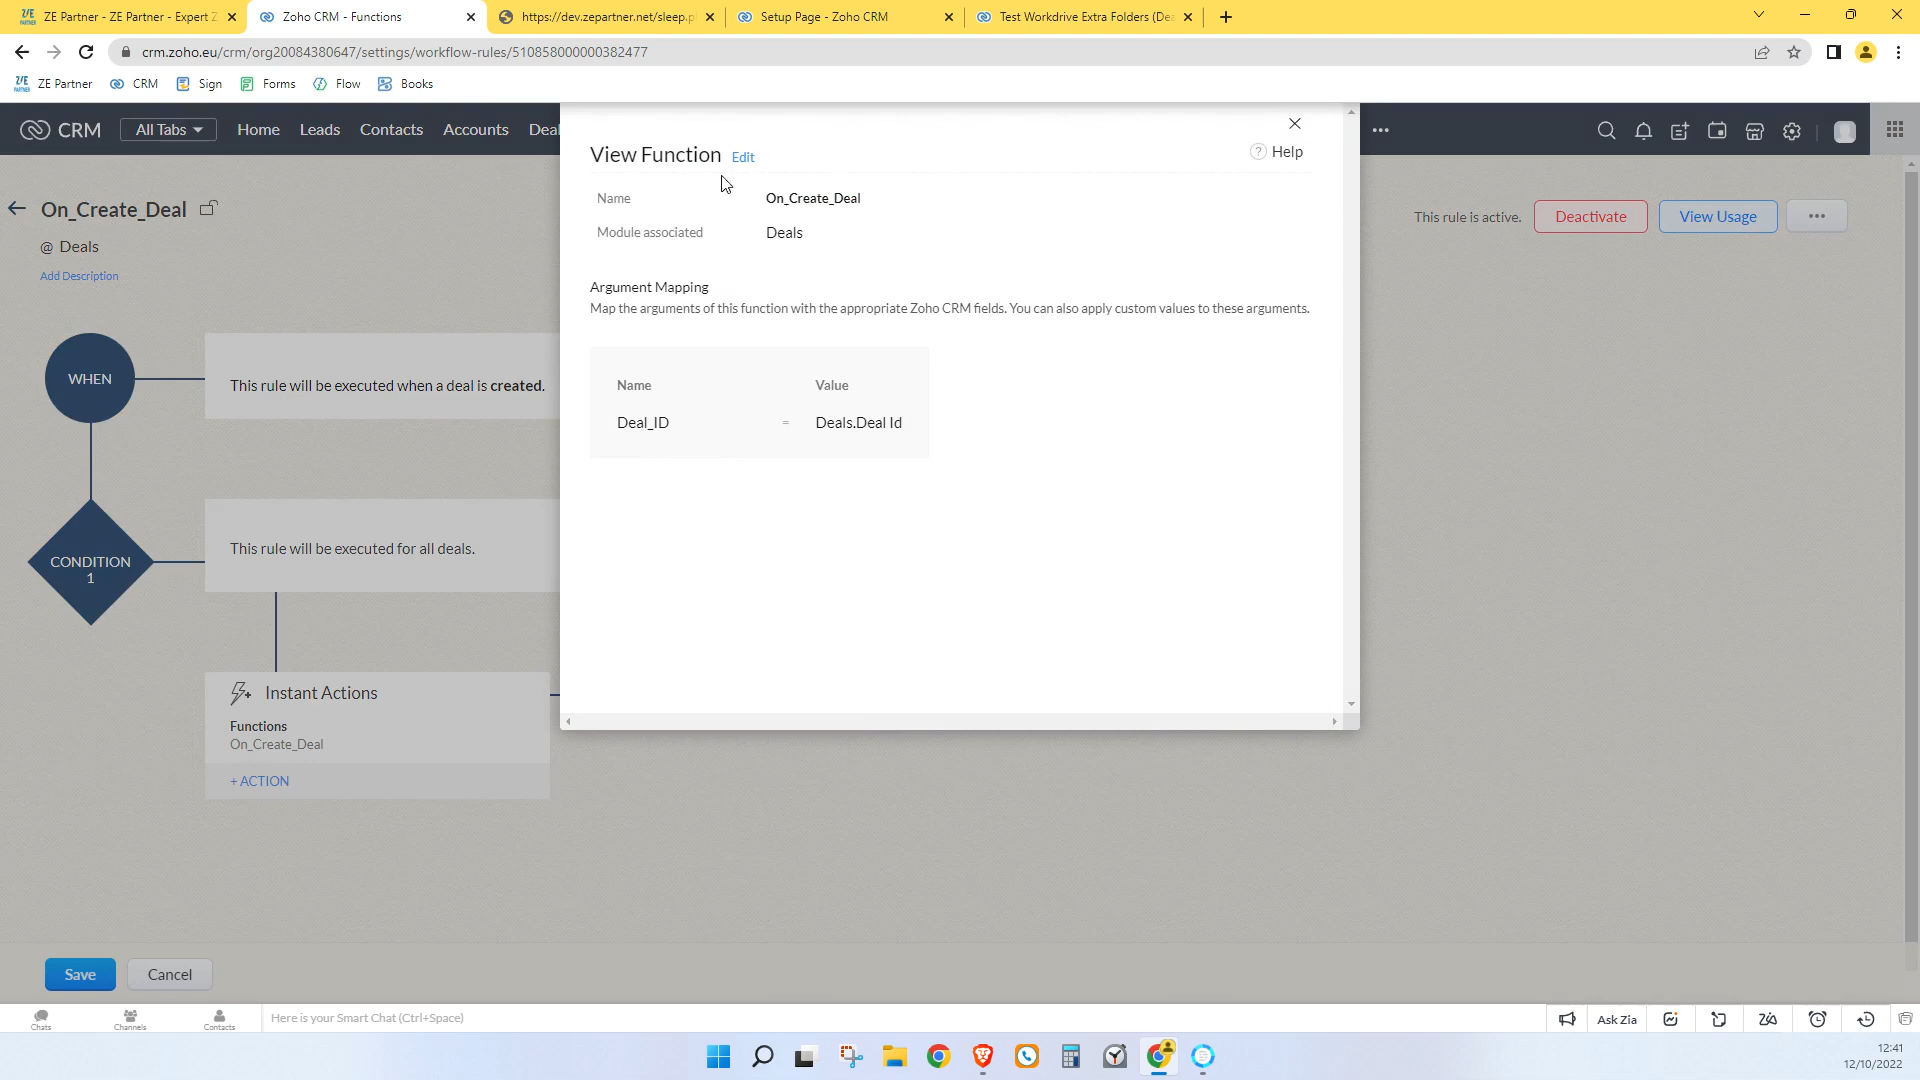 ZE Partner - ZE Partner - Expert Z
Zoho CRM - Functions
https://dev.zepartner.net/sleep.p
Setup Page - Zoho CRM
Test Workdrive Extra Folders (De
crm.zoho.eu/crm/org20084380647/settings/workflow-rules/510858000000382477
ZE Partner
CRM
Sign
Forms
Flow
Books
CRM
All Tabs
Home
Leads
Contacts
Accounts
Deal
On_Create_Deal
@ Deals
Add Description
This rule is active.
Deactivate
View Usage
View Function
Edit
Help
Name
On_Create_Deal
Module associated
Deals
Argument Mapping
Map the arguments of this function with the appropriate Zoho CRM fields. You can also apply custom values to these arguments.
Name
Value
Deal_ID
=
Deals.Deal Id
WHEN
This rule will be executed when a deal is created.
CONDITION
1
This rule will be executed for all deals.
Instant Actions
Functions
On_Create_Deal
+ ACTION
Save
Cancel
Chats
Channels
Contacts
Here is your Smart Chat (Ctrl+Space)
Ask Zia
12:41
12/10/2022